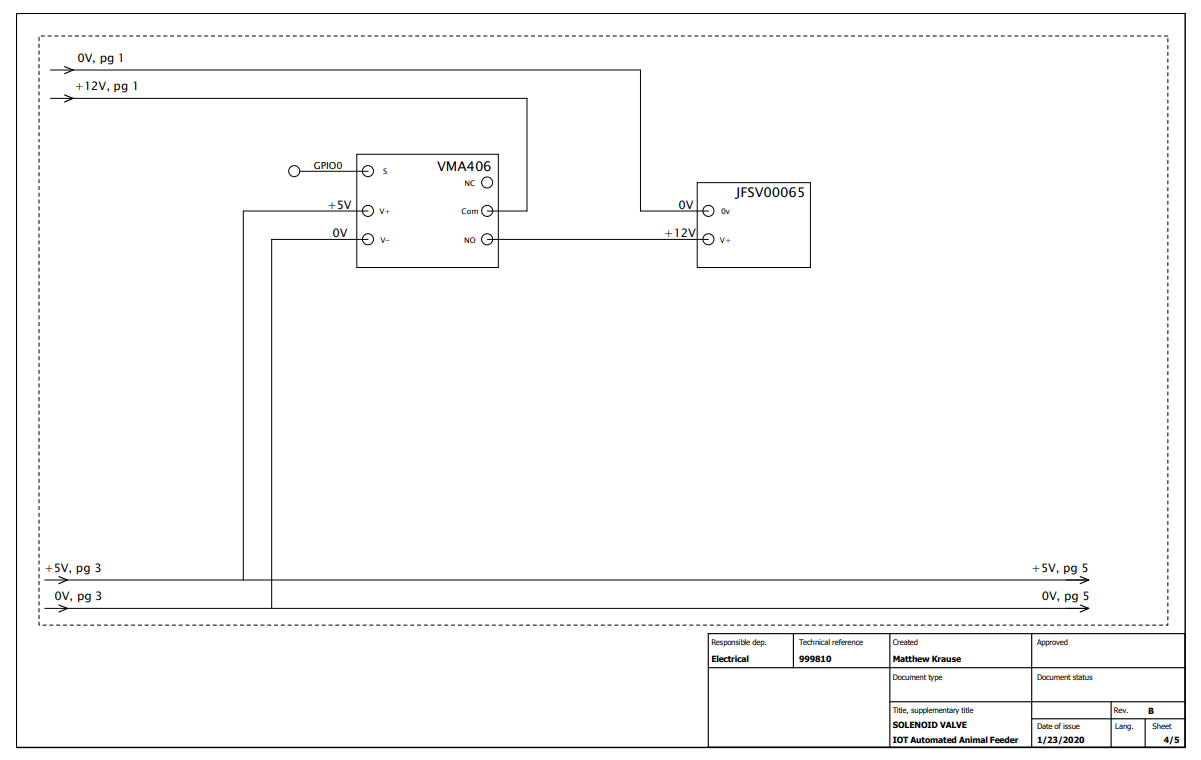 0V, pg 1
+12V, pg 1
GPIO0
S
VMA406
NC
JFSV00065
+5V
V+
Com
0V
0v
0V
V-
NO
+12V
V+
+5V, pg 3
+5V, pg 5
0V, pg 3
0V, pg 5
Responsible dep.
Technical reference
Created
Approved
Electrical
999810
Matthew Krause
Document type
Document status
Title, supplementary title
Rev.
B
SOLENOID VALVE
Date of issue
Lang.
Sheet
IOT Automated Animal Feeder
1/23/2020
4/5